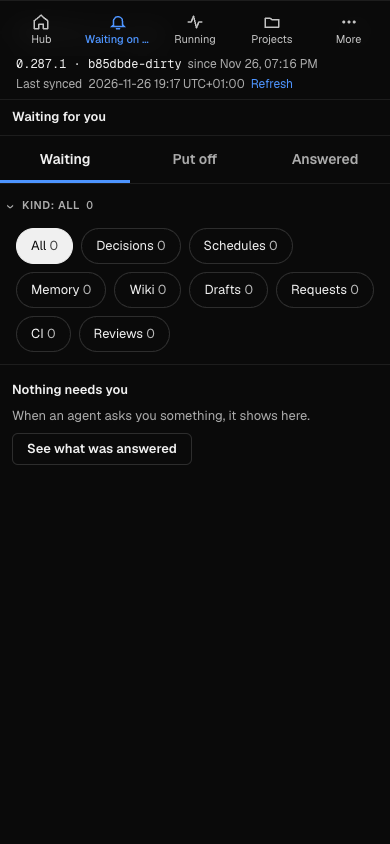 Hub Waiting on … Running Projects More
0.287.1 · b85dbde-dirty since Nov 26, 07:16 PM
Last synced 2026-11-26 19:17 UTC+01:00 Refresh
Waiting for you
Waiting Put off Answered
KIND: ALL 0
All 0 Decisions 0 Schedules 0
Memory 0 Wiki 0 Drafts 0 Requests 0
CI 0 Reviews 0
Nothing needs you
When an agent asks you something, it shows here.
See what was answered